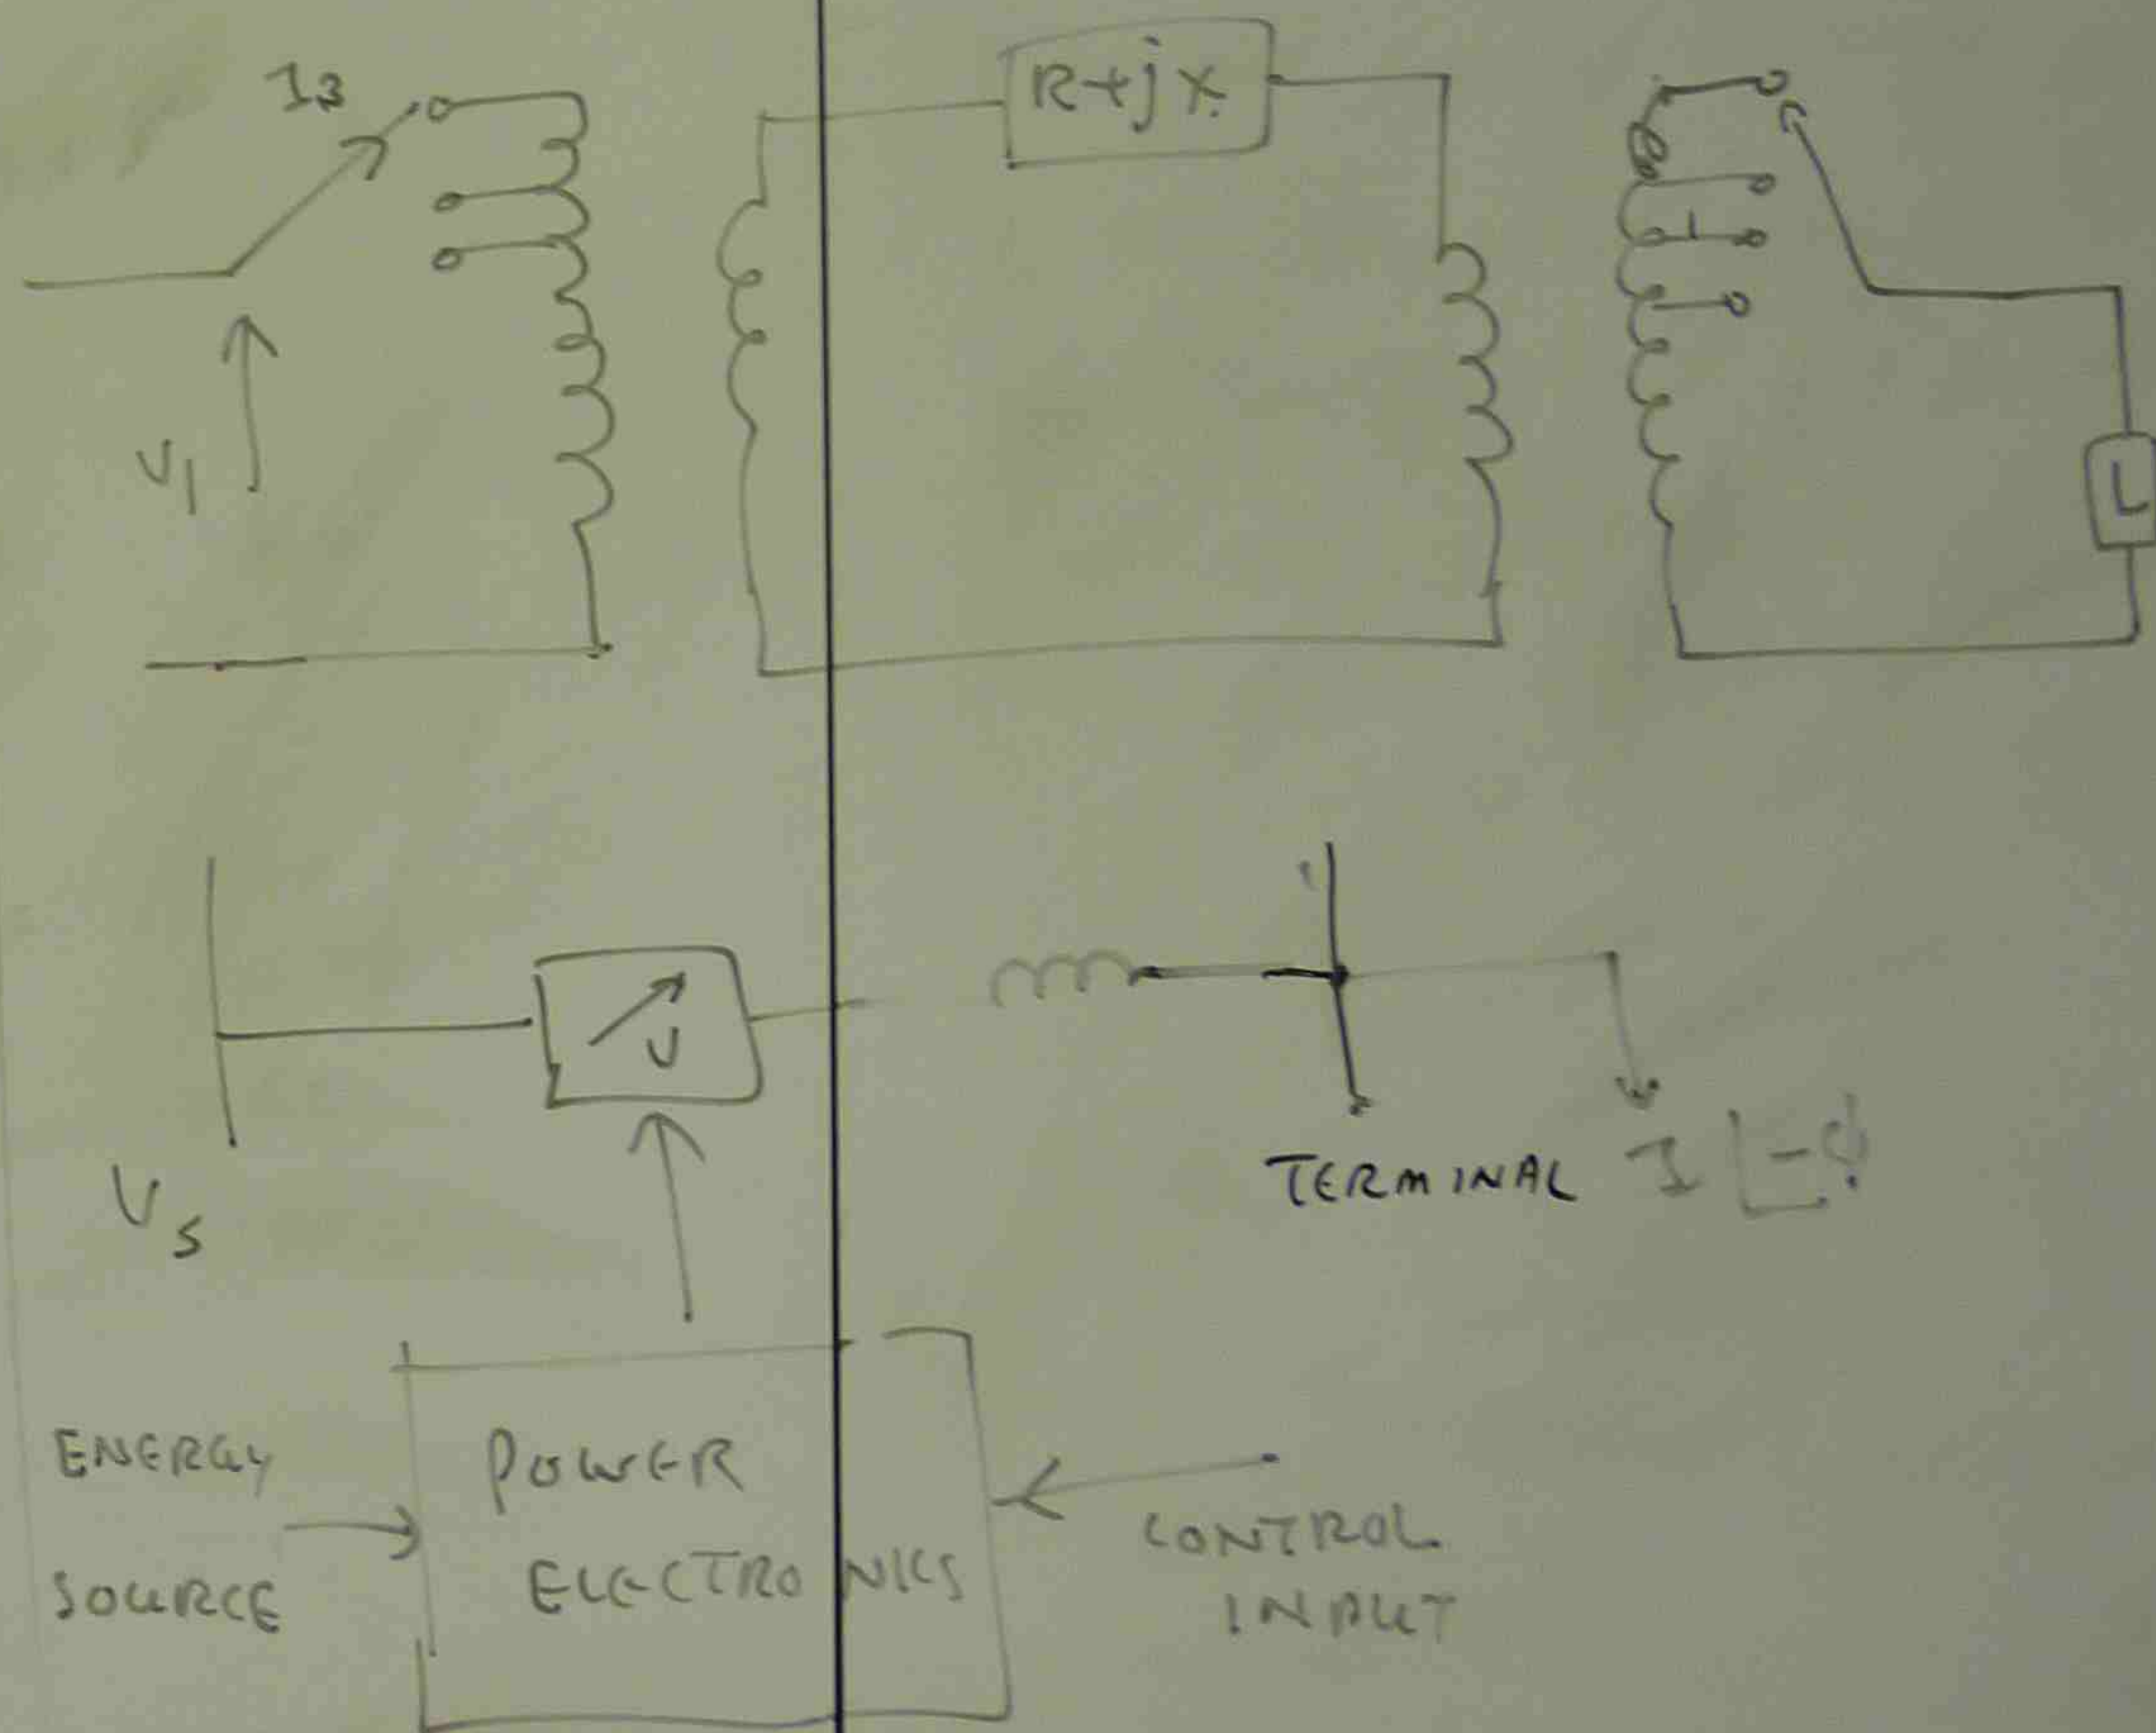 13
R+jX
V1
L
V
Vs
TERMINAL I
ENERGY
SOURCE
POWER
ELECTRONICS
CONTROL
INPUT